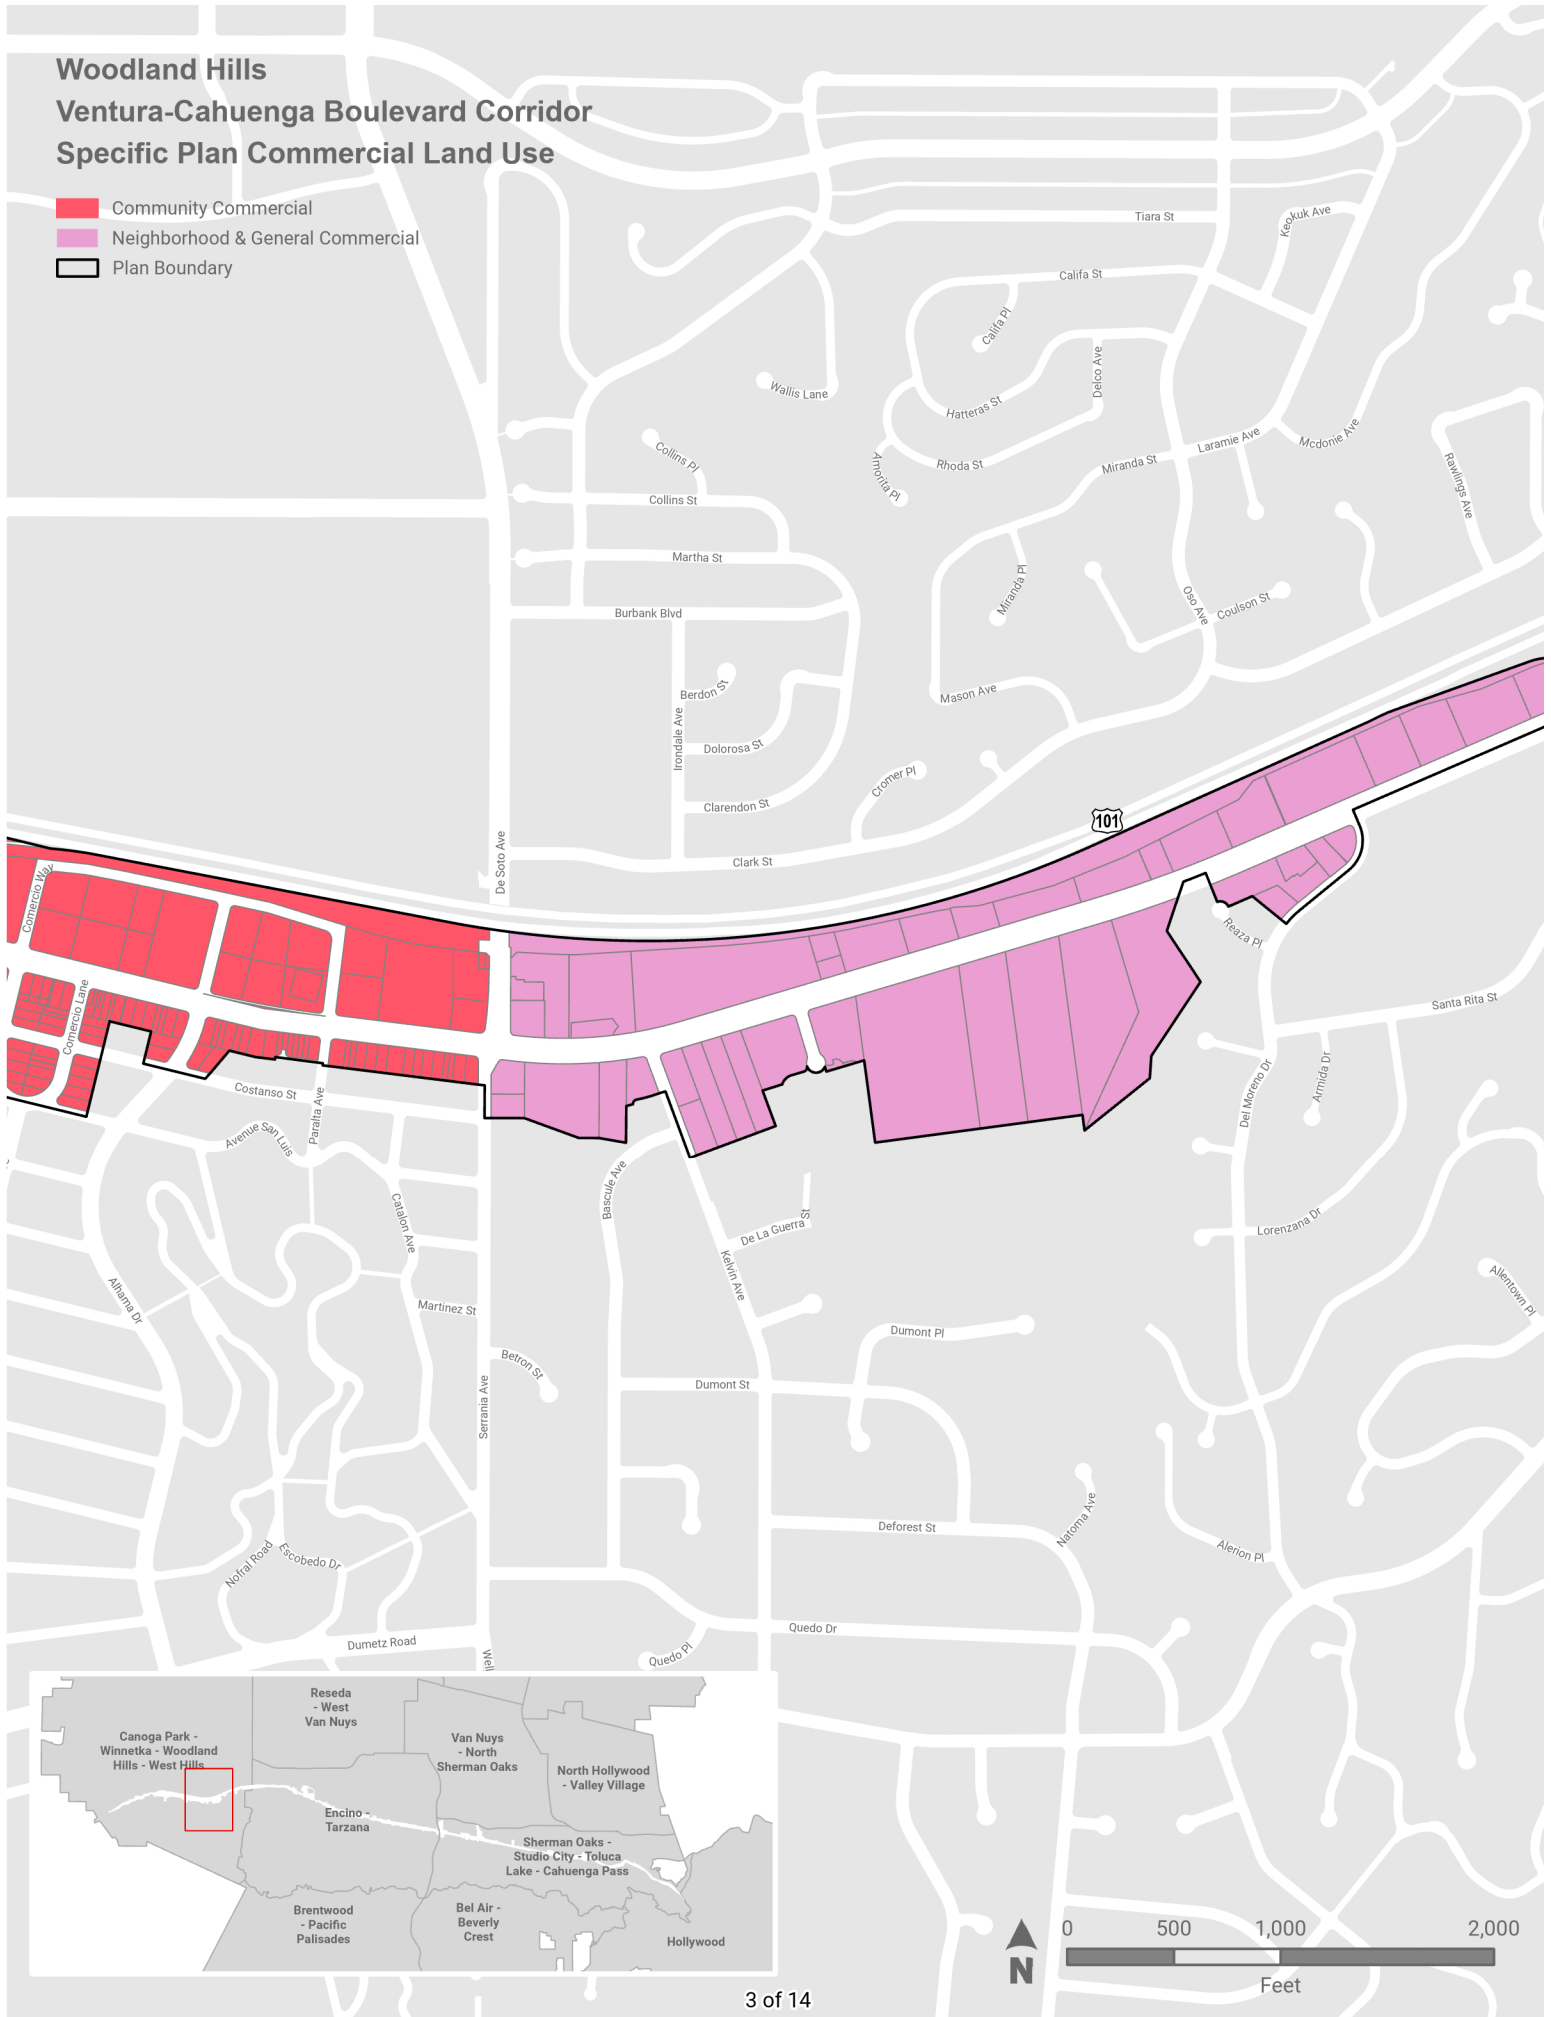 Woodland Hills
Ventura-Cahuenga Boulevard Corridor
Specific Plan Commercial Land Use
Community Commercial
Neighborhood & General Commercial
Plan Boundary
Tiara St
Keokuk Ave
Califa St
Califa Pl
Wallis Lane
Delco Ave
Hatteras St
Collins Pl
Amorita Pl
Rhoda St
Miranda St
Laramie Ave
Mcdonie Ave
Rawlings Ave
Collins St
Martha St
Miranda Pl
Oso Ave
Coulson St
Burbank Blvd
Berdon St
Mason Ave
Irondale Ave
Dolorosa St
Cromer Pl
Clarendon St
101
De Soto Ave
Clark St
Comercio Way
Reaza Pl
Comercio Lane
Santa Rita St
Costanso St
Paralta Ave
Avenue San Luis
Del Moreno Dr
Armida Dr
Bascule Ave
Catalon Ave
De La Guerra St
Lorenzana Dr
Kelvin Ave
Alhama Dr
Allentown Pl
Martinez St
Dumont Pl
Betron St
Serrania Ave
Dumont St
Natoma Ave
Deforest St
Nofral Road
Escobedo Dr
Alerion Pl
Quedo Dr
Dumetz Road
Well
Quedo Pl
Reseda
- West
Van Nuys
Canoga Park -
Winnetka - Woodland
Hills - West Hills
Van Nuys
- North
Sherman Oaks
North Hollywood
- Valley Village
Encino -
Tarzana
Sherman Oaks -
Studio City - Toluca
Lake - Cahuenga Pass
Brentwood
- Pacific
Palisades
Bel Air -
Beverly
Crest
Hollywood
0 500 1,000 2,000
N
Feet
3 of 14